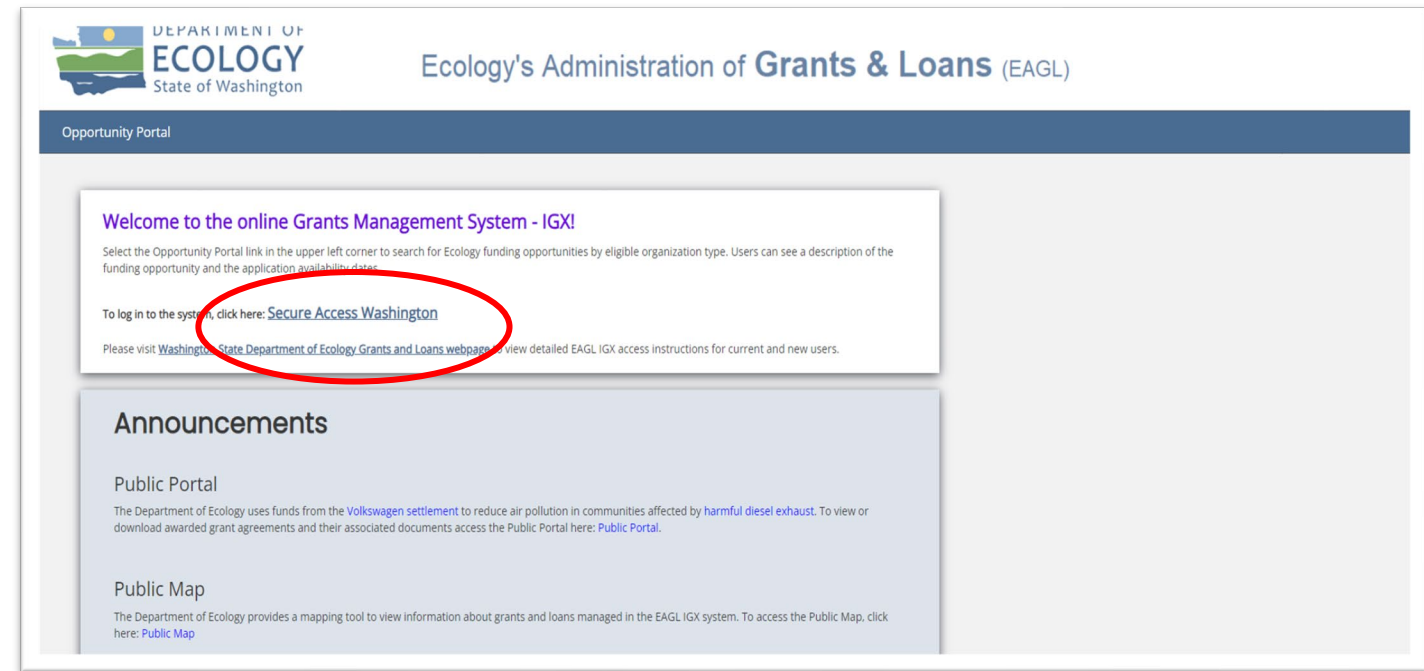 DEPARTMENT OF
ECOLOGY
State of Washington
Ecology's Administration of Grants & Loans (EAGL)
Opportunity Portal
Welcome to the online Grants Management System - IGX!
Select the Opportunity Portal link in the upper left corner to search for Ecology funding opportunities by eligible organization type. Users can see a description of the
funding opportunity and the application availability dates
To log in to the system, click here: Secure Access Washington
Please visit Washington State Department of Ecology Grants and Loans webpage to view detailed EAGL IGX access instructions for current and new users.
Announcements
Public Portal
The Department of Ecology uses funds from the Volkswagen settlement to reduce air pollution in communities affected by harmful diesel exhaust. To view or
download awarded grant agreements and their associated documents access the Public Portal here: Public Portal.
Public Map
The Department of Ecology provides a mapping tool to view information about grants and loans managed in the EAGL IGX system. To access the Public Map, click
here: Public Map